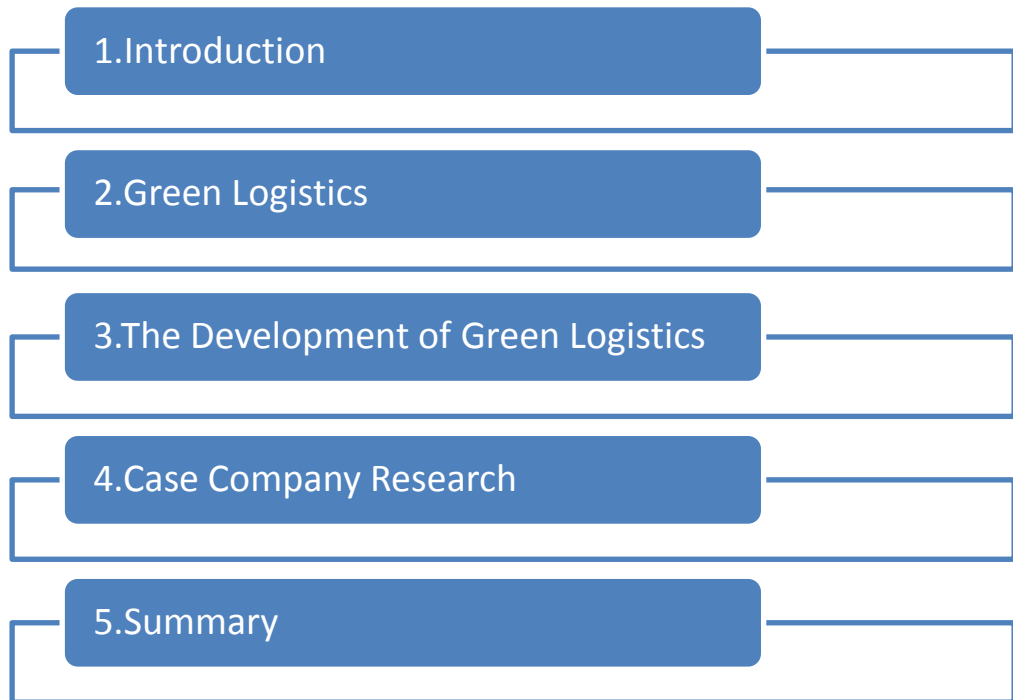 1.Introduction
2.Green Logistics
3.The Development of Green Logistics
4.Case Company Research
5.Summary